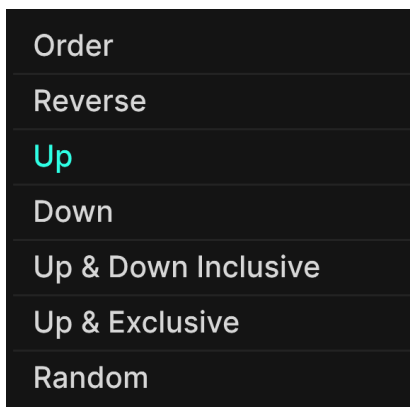 Order
Reverse
Up
Down
Up & Down Inclusive
Up & Exclusive
Random